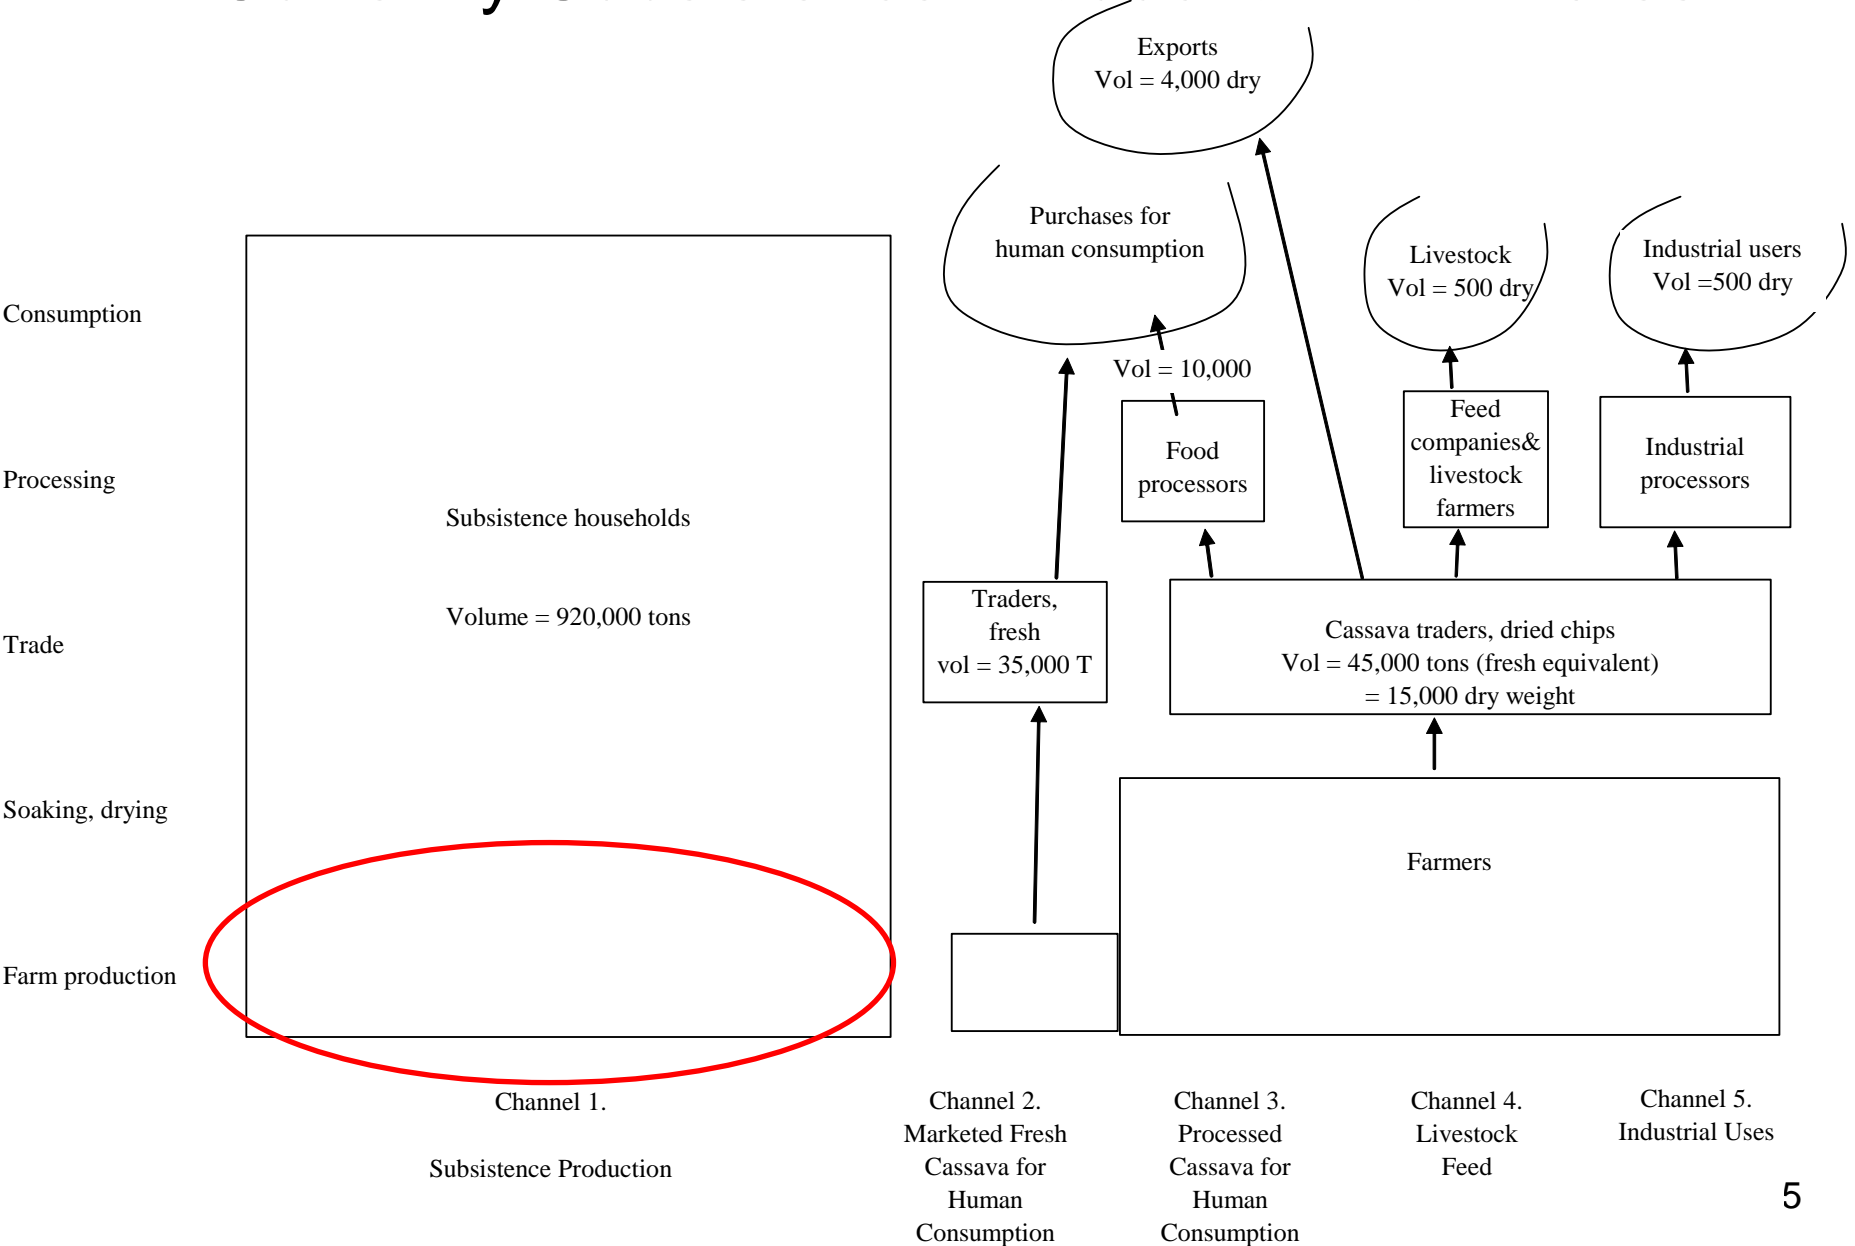 Exports
Vol = 4,000 dry
Purchases for
human consumption
Livestock
Vol = 500 dry
Industrial users
Vol =500 dry
Consumption
Vol = 10,000
Processing
Food
processors
Feed
companies&
livestock
farmers
Industrial
processors
Subsistence households
Volume = 920,000 tons
Trade
Traders,
fresh
vol = 35,000 T
Cassava traders, dried chips
Vol = 45,000 tons (fresh equivalent)
= 15,000 dry weight
Soaking, drying
Farmers
Farm production
Channel 1.
Subsistence Production
Channel 2.
Marketed Fresh
Cassava for
Human
Consumption
Channel 3.
Processed
Cassava for
Human
Consumption
Channel 4.
Livestock
Feed
Channel 5.
Industrial Uses
5